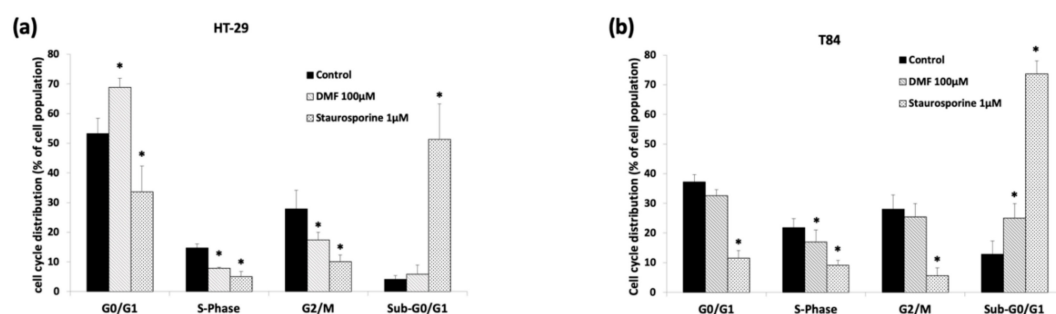 (a)
HT-29
cell cycle distribution (% of cell population)
80
70
60
50
40
30
20
10
0
Control
DMF 100μM
Staurosporine 1μM
*
*
*
*
*
*
*
G0/G1
S-Phase
G2/M
Sub-G0/G1
(b)
T84
Cell cycle distribution (% of cell population)
80
70
60
50
40
30
20
10
0
Control
DMF 100μM
Staurosporine 1μM
*
*
*
*
*
*
G0/G1
S-Phase
G2/M
Sub-G0/G1